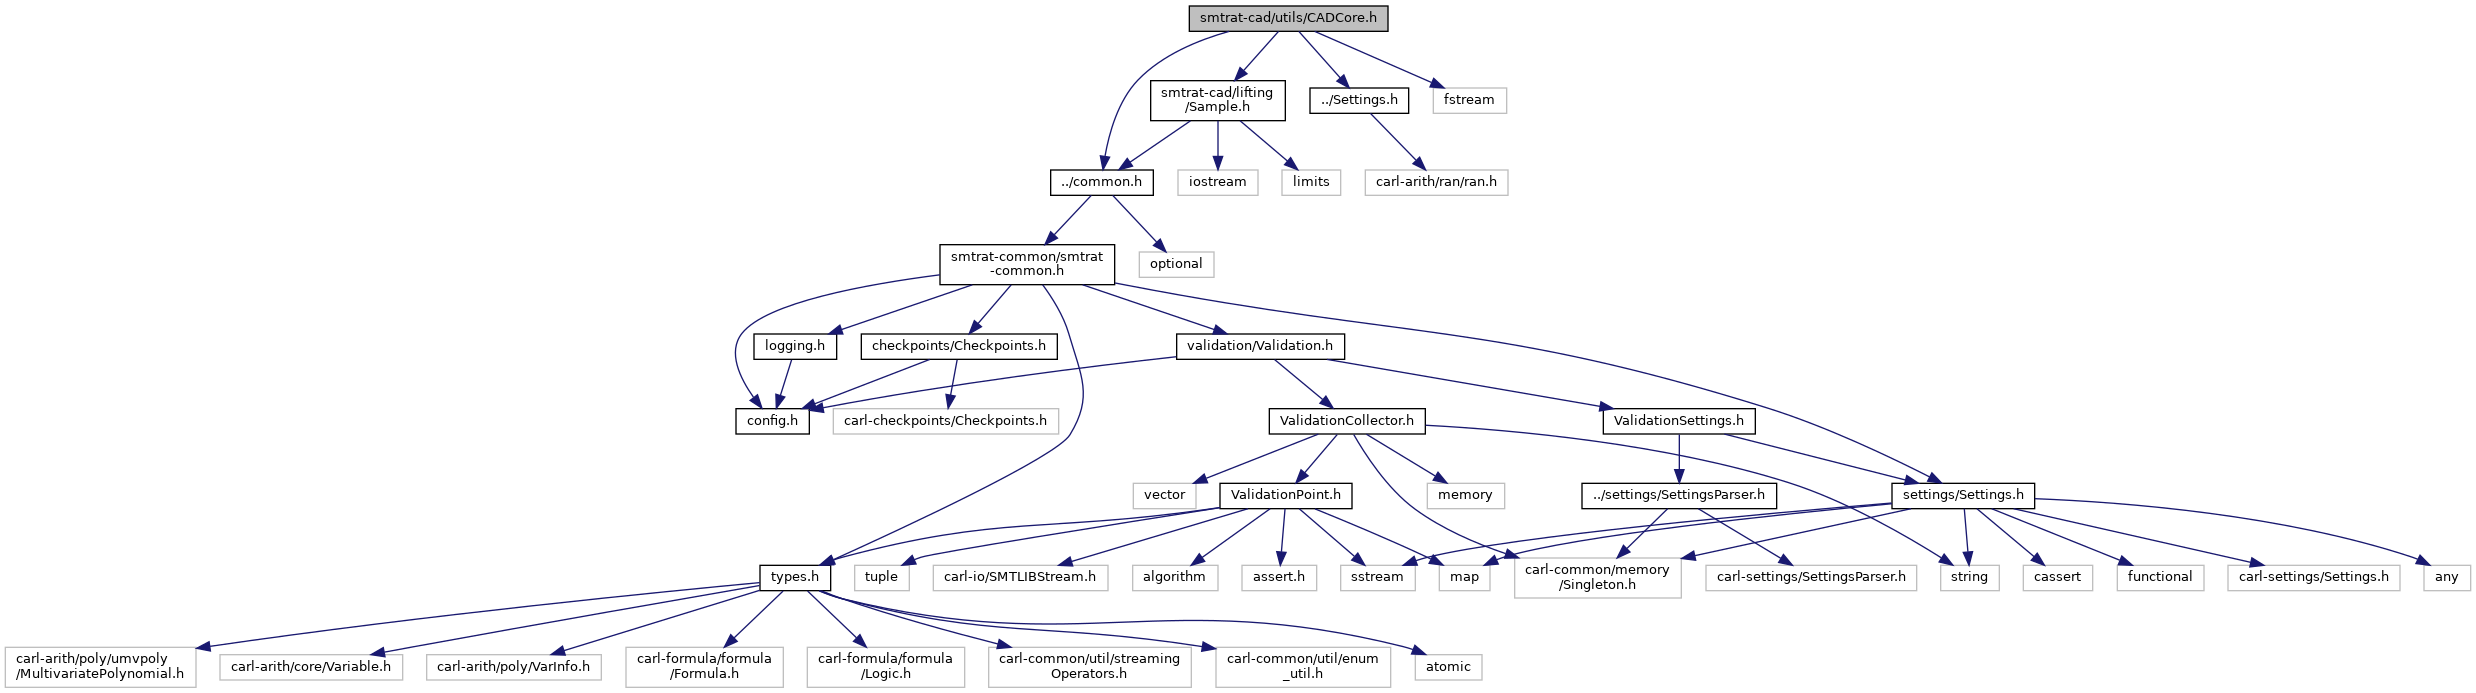 smtrat-cad/utils/CADCore.h
smtrat-cad/lifting
/Sample.h
../Settings.h
fstream
../common.h
iostream
limits
carl-arith/ran/ran.h
smtrat-common/smtrat
-common.h
optional
logging.h
checkpoints/Checkpoints.h
validation/Validation.h
config.h
carl-checkpoints/Checkpoints.h
ValidationCollector.h
ValidationSettings.h
vector
ValidationPoint.h
memory
../settings/SettingsParser.h
settings/Settings.h
types.h
tuple
carl-io/SMTLIBStream.h
algorithm
assert.h
sstream
map
carl-common/memory
/Singleton.h
carl-settings/SettingsParser.h
string
cassert
functional
carl-settings/Settings.h
any
carl-arith/poly/umvpoly
/MultivariatePolynomial.h
carl-arith/core/Variable.h
carl-arith/poly/VarInfo.h
carl-formula/formula
/Formula.h
carl-formula/formula
/Logic.h
carl-common/util/streaming
Operators.h
carl-common/util/enum
_util.h
atomic